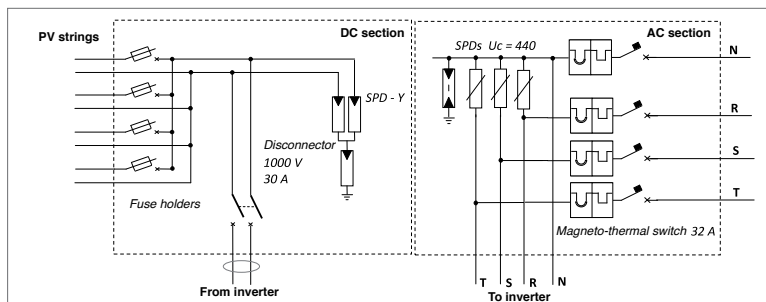 PV strings
DC section
SPD - Y
Disconnector
1000 V
30 A
Fuse holders
From inverter
AC section
SPDs Uc = 440
N
R
S
T
Magneto-thermal switch 32 A
T S R N
To inverter